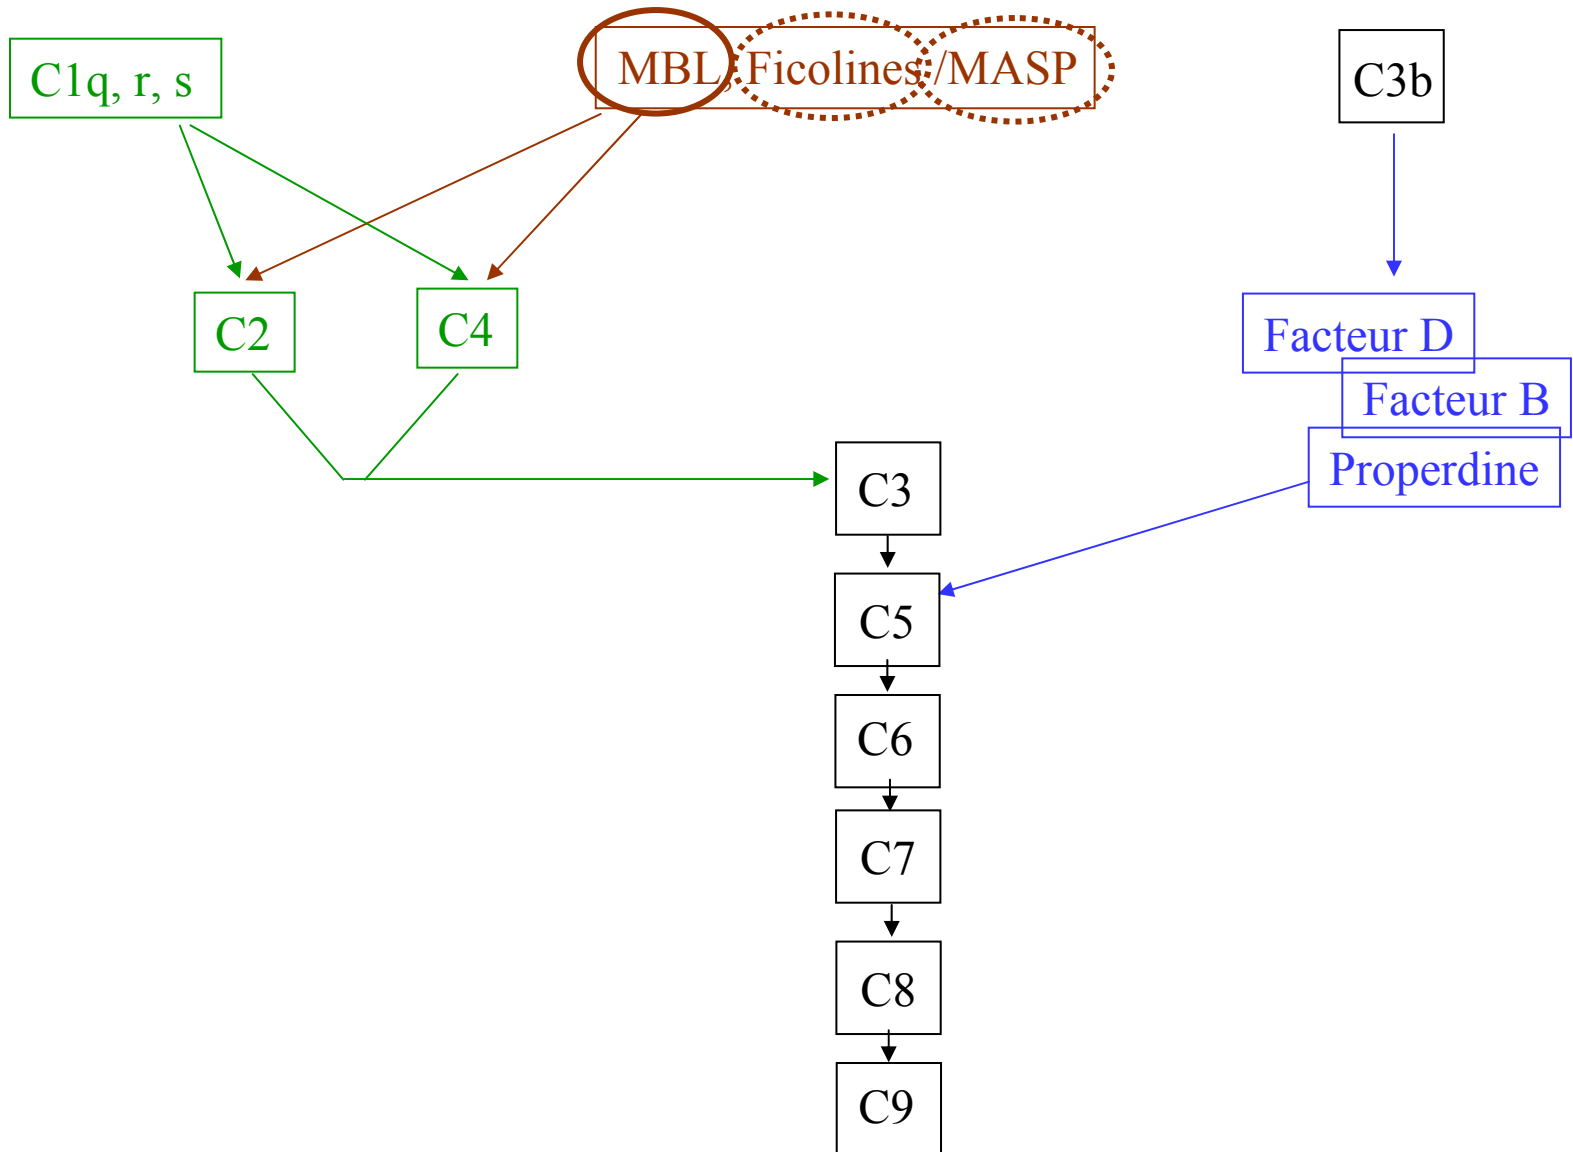 C1q, r, s
MBL, Ficolines /MASP
C3b
C2
C4
Facteur D
Facteur B
Properdine
C3
C5
C6
C7
C8
C9